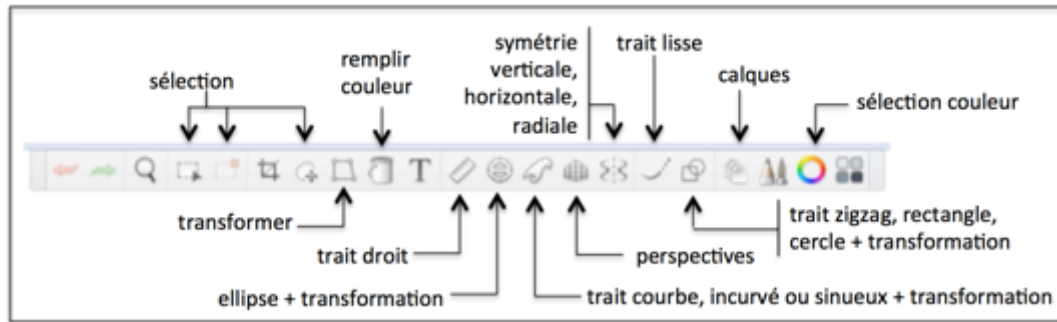 sélection
remplir
couleur
symétrie
verticale,
horizontale,
radiale
trait lisse
calques
sélection couleur
T
transformer
trait droit
ellipse + transformation
perspectives
trait zigzag, rectangle,
cercle + transformation
trait courbe, incurvé ou sinueux + transformation